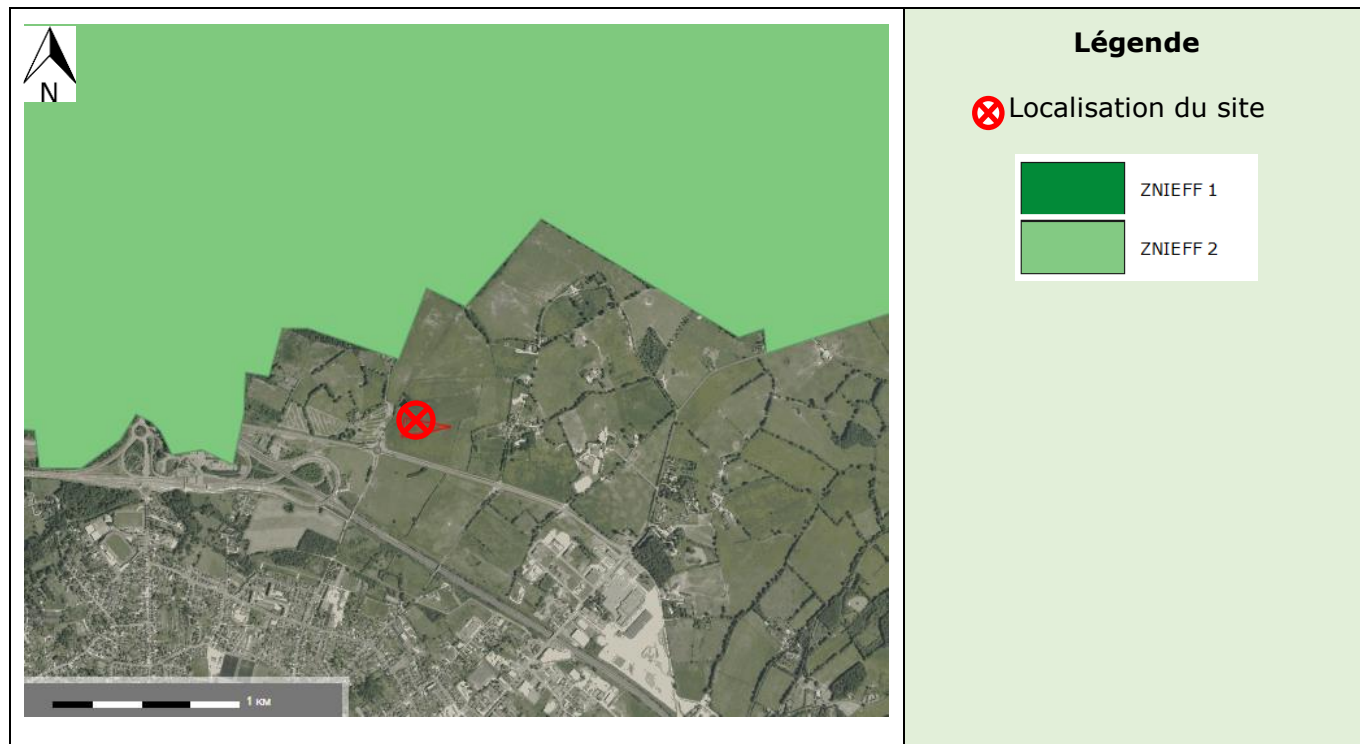 N
1 KM
Légende
Localisation du site
ZNIEFF 1
ZNIEFF 2